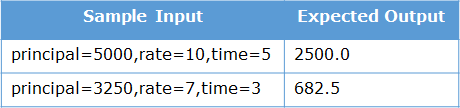 Sample Input Expected Output
principal=5000,rate=10,time=5 2500.0
principal=3250,rate=7,time=3 682.5